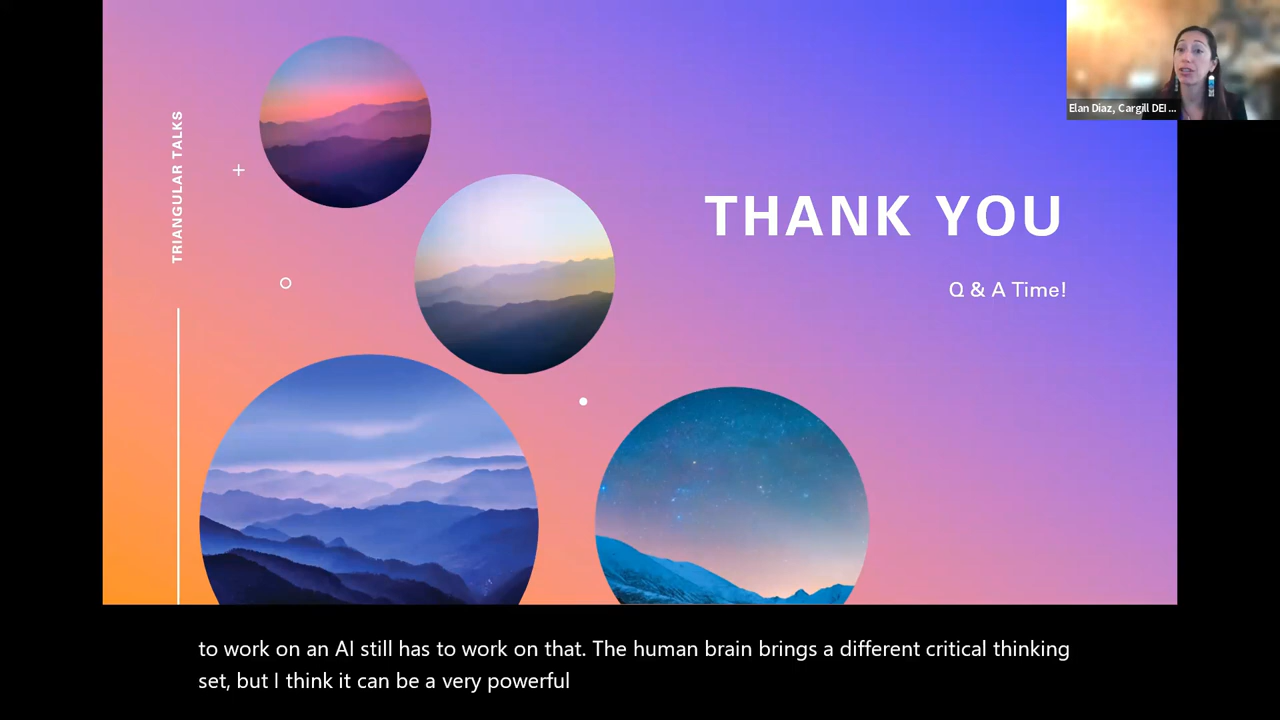 TRIANGULAR TALKS
THANK YOU
Q & A Time!
Elan Diaz, Cargill DEI ...
to work on an AI still has to work on that. The human brain brings a different critical thinking
set, but I think it can be a very powerful